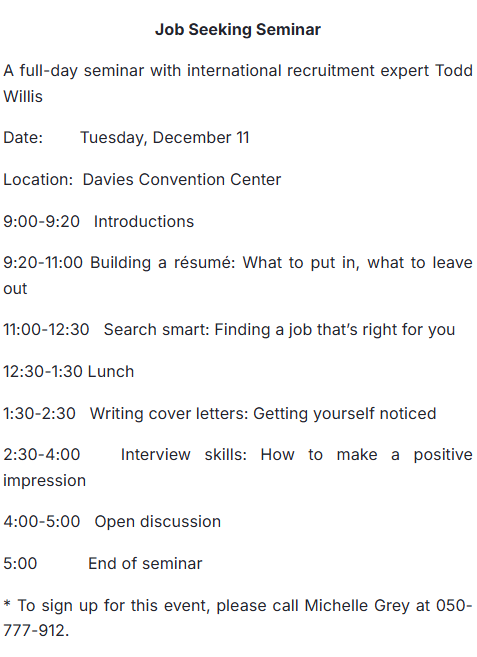 Job Seeking Seminar
A full-day seminar with international recruitment expert Todd
Willis
Date: Tuesday, December 11
Location: Davies Convention Center
9:00-9:20 Introductions
9:20-11:00 Building a résumé: What to put in, what to leave
out
11:00-12:30 Search smart: Finding a job that’s right for you
12:30-1:30 Lunch
1:30-2:30 Writing cover letters: Getting yourself noticed
2:30-4:00 Interview skills: How to make a positive
impression
4:00-5:00 Open discussion
5:00 End of seminar
* To sign up for this event, please call Michelle Grey at 050-
777-912.